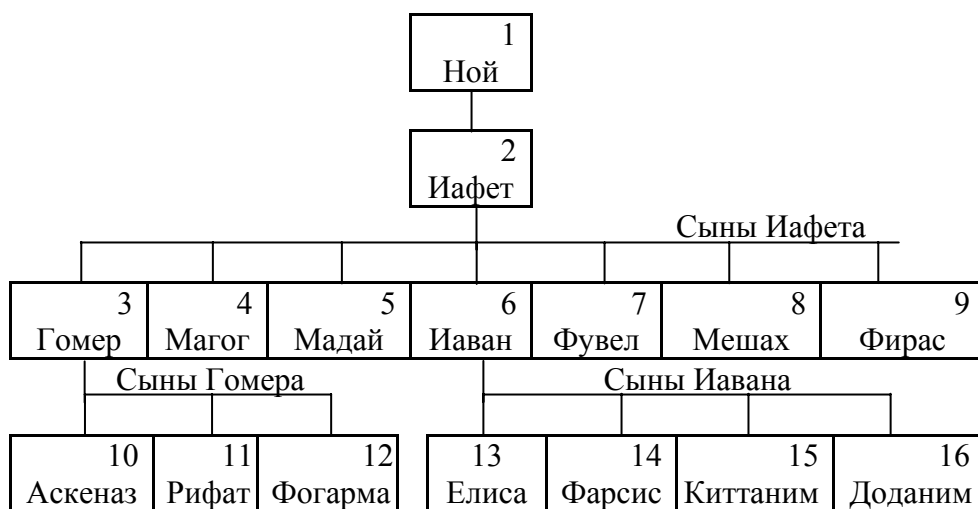 1
Ной
2
Иафет
Сыны Иафета
3 4 5 6 7 8 9
Гомер Магог Мадай Иаван Фувел Мешах Фирас
Сыны Гомера Сыны Иавана
10 11 12 13 14 15 16
Аскеназ Рифат Фогарма Елиса Фарсис Киттаним Доданим